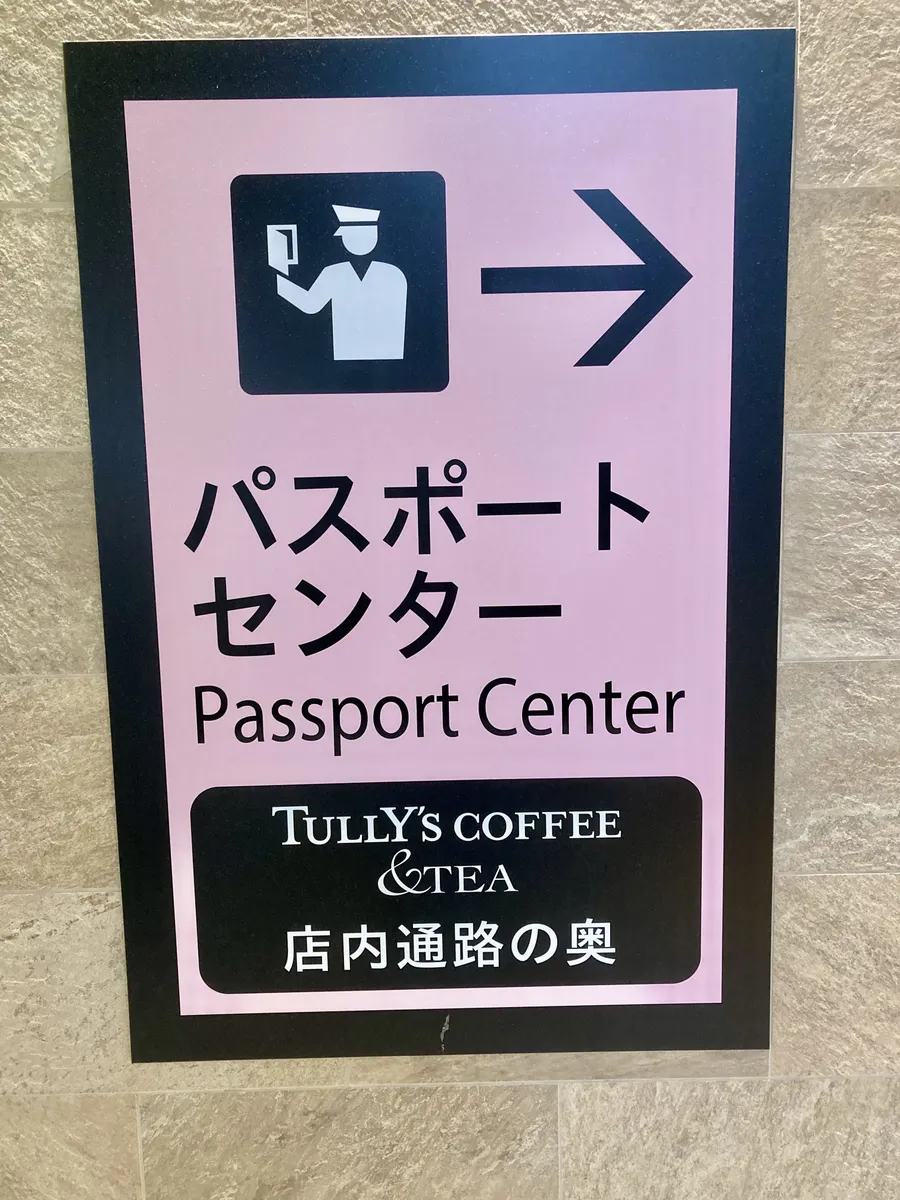 パスポート
センター
Passport Center
TULLY'S COFFEE
&TEA
店内通路の奥